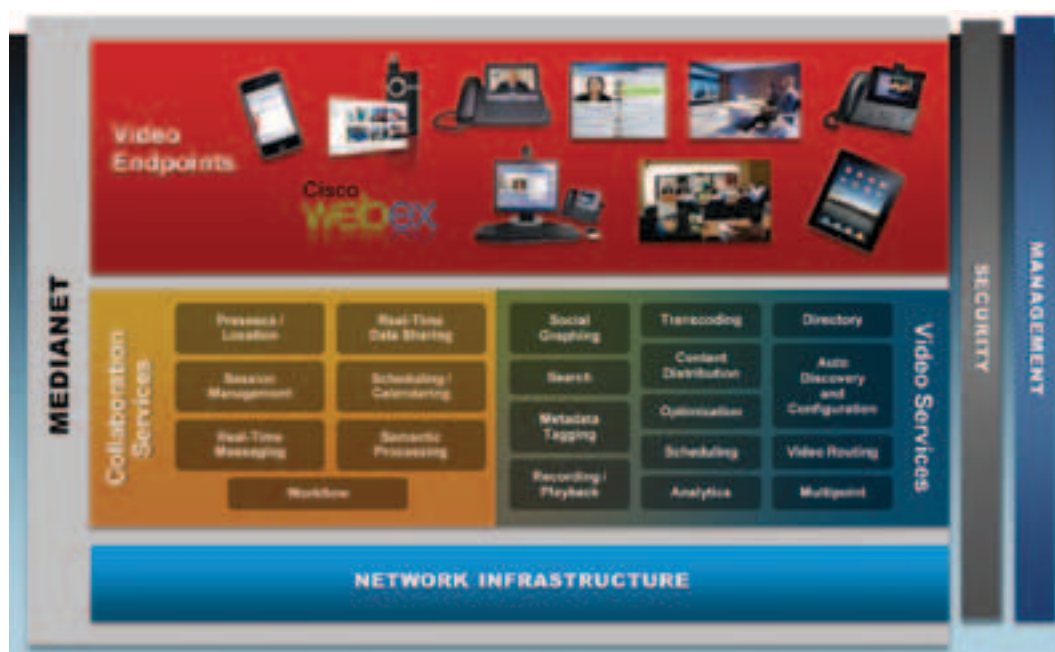 MEDIANET
Video
Endpoints
Cisco
webex
Collaboration
Services
Presence /
Location
Real-Time
Data Sharing
Session
Management
Scheduling /
Calendaring
Real-Time
Messaging
Semantic
Processing
Workflow
Social
Graphing
Search
Metadata
Tagging
Recording /
Playback
Transcoding
Content
Distribution
Optimisation
Scheduling
Analytics
Directory
Auto
Discovery
and
Configuration
Video Routing
Multipoint
Video Services
NETWORK INFRASTRUCTURE
SECURITY
MANAGEMENT